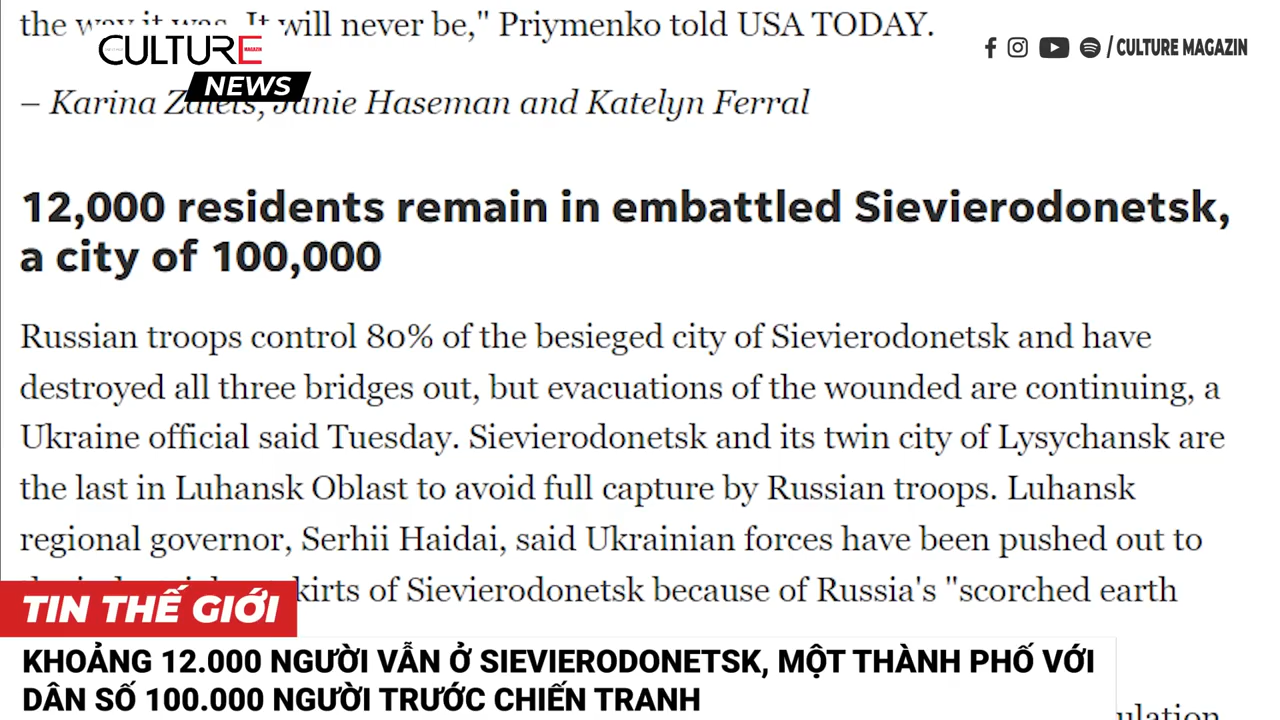 the way it was. It will never be," Priymenko told USA TODAY.
CULTURE
MAGAZIN
NEWS
/ CULTURE MAGAZIN
– Karina Zaiets, Janie Haseman and Katelyn Ferral
12,000 residents remain in embattled Sievierodonetsk,
a city of 100,000
Russian troops control 80% of the besieged city of Sievierodonetsk and have
destroyed all three bridges out, but evacuations of the wounded are continuing, a
Ukraine official said Tuesday. Sievierodonetsk and its twin city of Lysychansk are
the last in Luhansk Oblast to avoid full capture by Russian troops. Luhansk
regional governor, Serhii Haidai, said Ukrainian forces have been pushed out to
of Sievierodonetsk because of Russia's "scorched earth
TIN THẾ GIỚI
KHOẢNG 12.000 NGƯỜI VẪN Ở SIEVIERODONETSK, MỘT THÀNH PHỐ VỚI
DÂN SỐ 100.000 NGƯỜI TRƯỚC CHIẾN TRANH